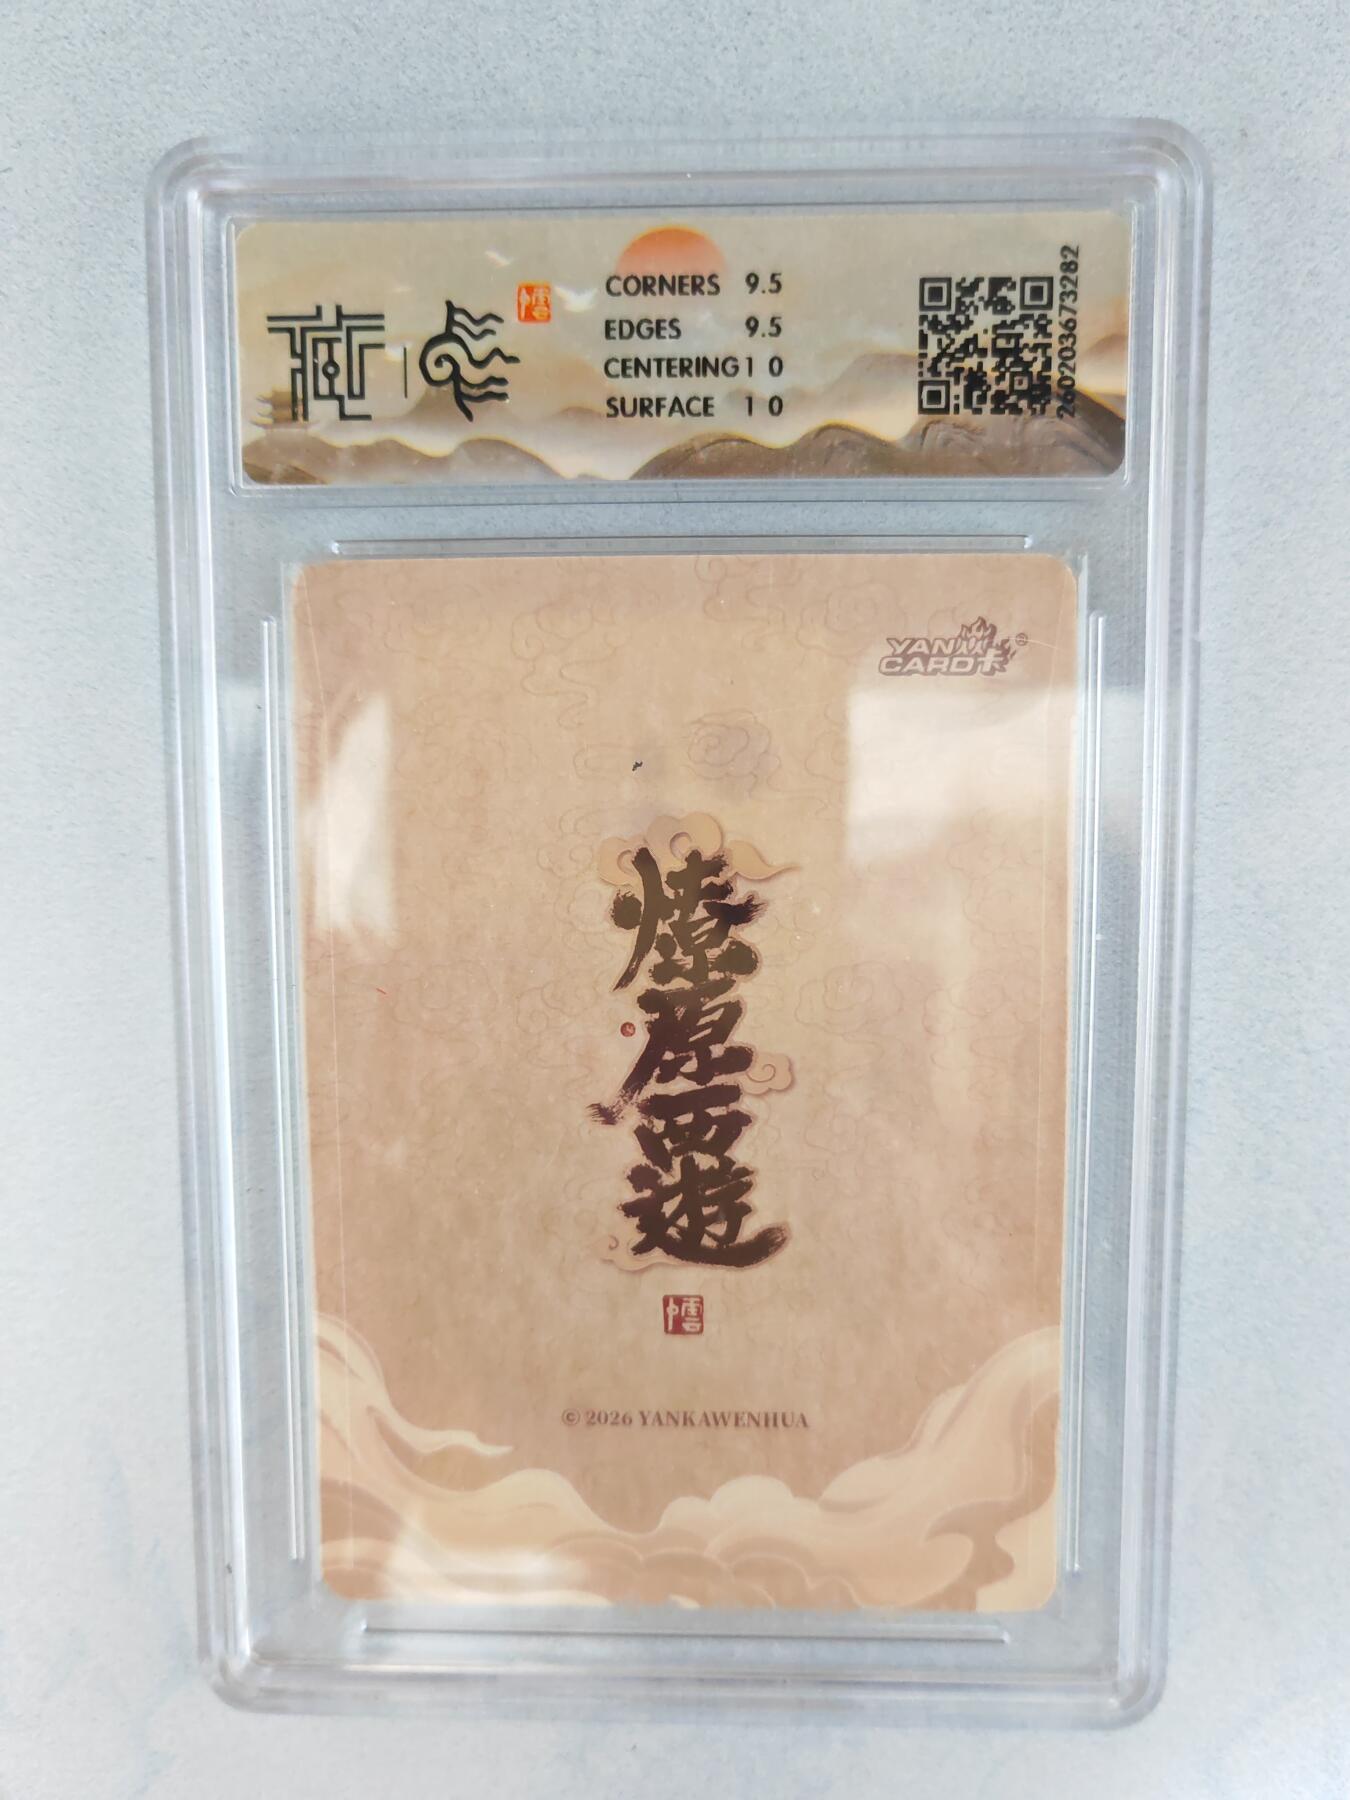 CORNERS 9.5
EDGES 9.5
CENTERING 10
SURFACE 10
2602036673282
YAN
CARD卡
燎原西遊
© 2026 YANKAWENHUA